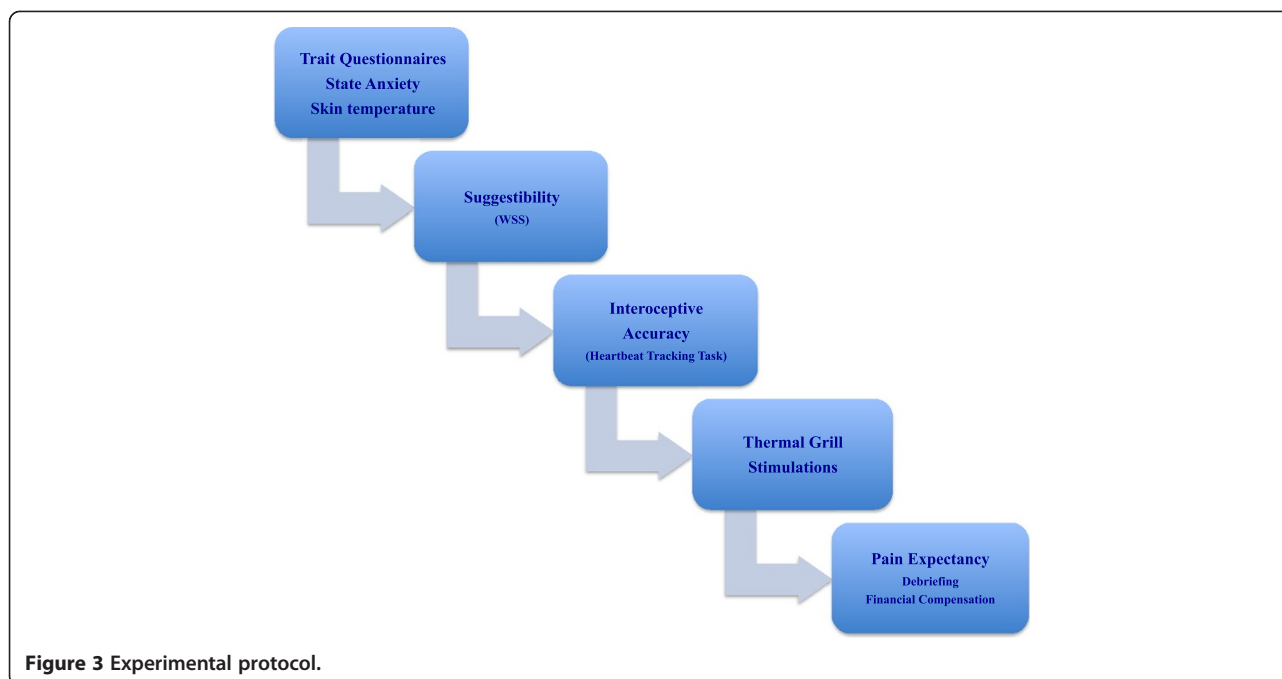 Trait Questionnaires
State Anxiety
Skin temperature
Suggestibility
(WSS)
Interoceptive
Accuracy
(Heartbeat Tracking Task)
Thermal Grill
Stimulations
Pain Expectancy
Debriefing
Financial Compensation
Figure 3 Experimental protocol.